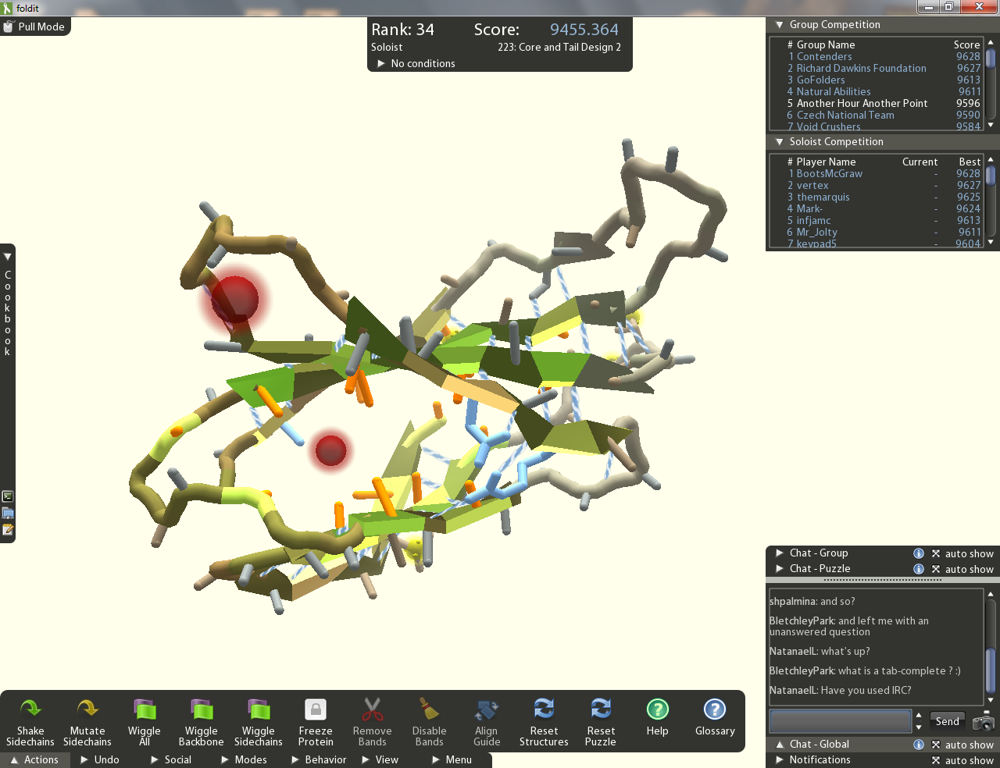 foldit
Pull Mode
Rank: 34 Score: 9455.364
Soloist 223: Core and Tail Design 2
No conditions
Group Competition
# Group Name Score
1 Contenders 9628
2 Richard Dawkins Foundation 9627
3 GoFolders 9613
4 Natural Abilities 9611
5 Another Hour Another Point 9596
6 Czech National Team 9590
7 Void Crushers 9584
Soloist Competition
# Player Name Current Best
1 BootsMcGraw - 9628
2 vertex - 9627
3 themarquis - 9625
4 Mark- - 9624
5 infjamc - 9613
6 Mr_Jolty - 9611
7 keypad5 - 9604
Cookbook
Chat - Group auto show
Chat - Puzzle auto show
shpalmina: and so?
BletchleyPark: and left me with an
unanswered question
NatanaelL: what's up?
BletchleyPark: what is a tab-complete ? :)
NatanaelL: Have you used IRC?
Send
Chat - Global auto show
Notifications auto show
Shake Sidechains
Mutate Sidechains
Wiggle All
Wiggle Backbone
Wiggle Sidechains
Freeze Protein
Remove Bands
Disable Bands
Align Guide
Reset Structures
Reset Puzzle
Help
Glossary
Actions Undo Social Modes Behavior View Menu